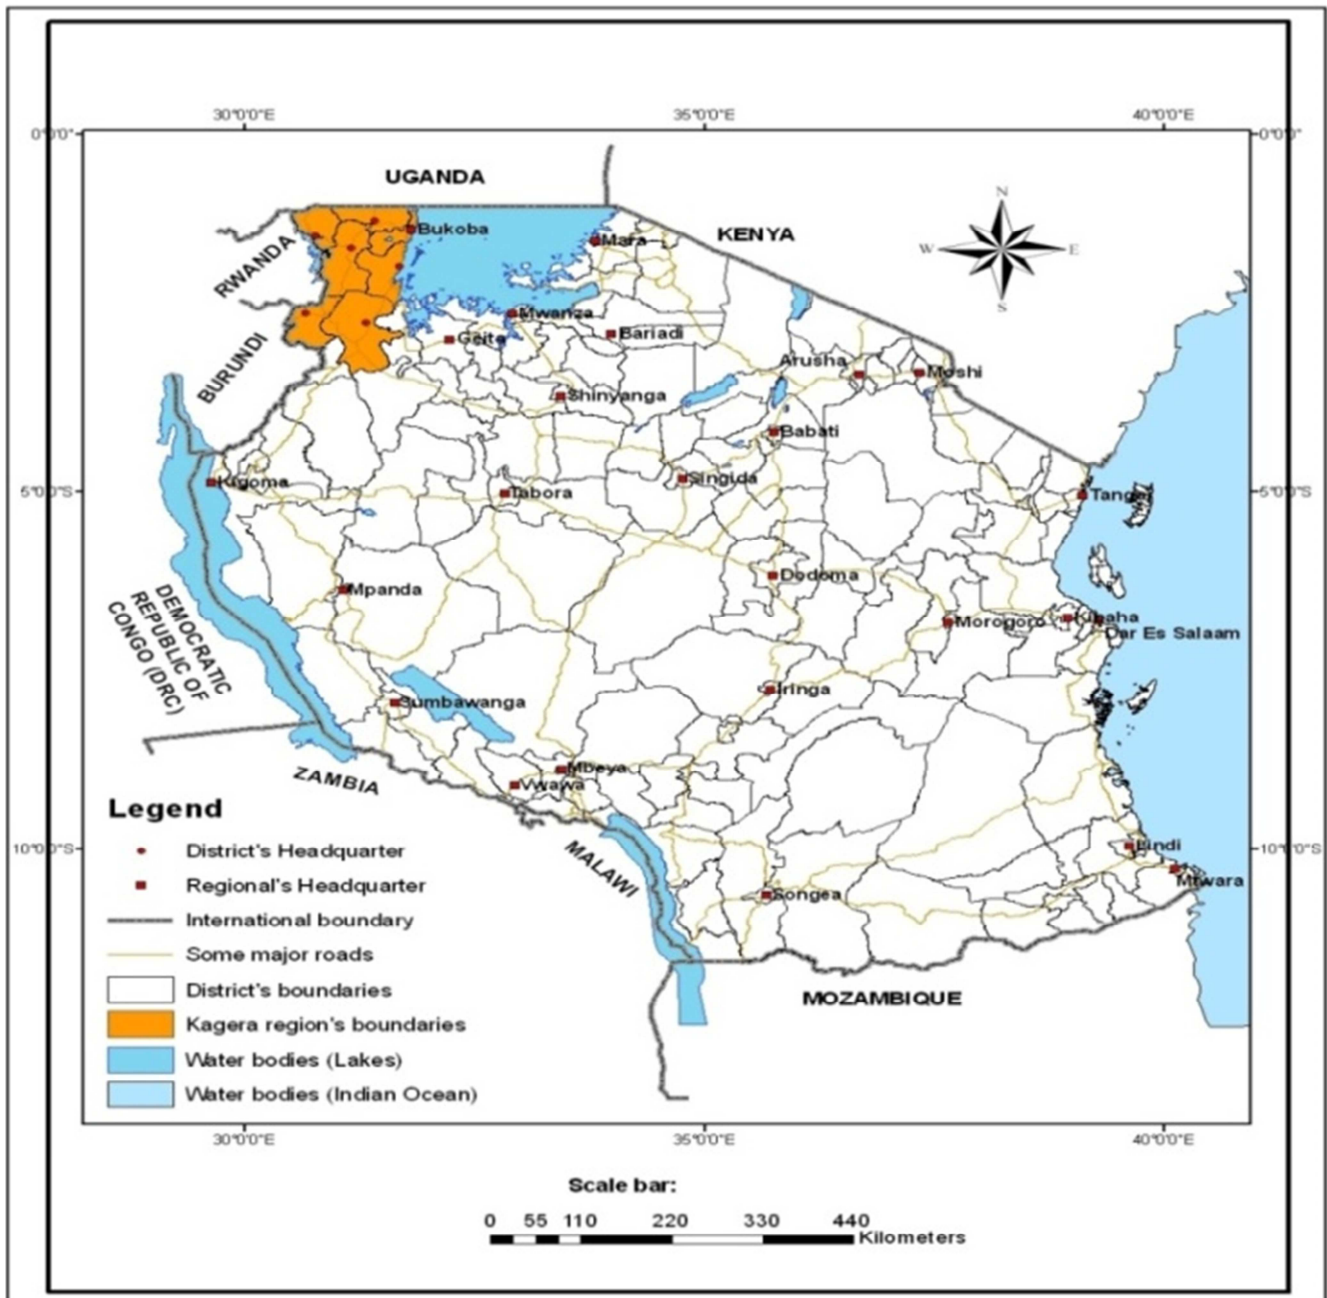 30°0'0"E 35°0'0"E 40°0'0"E
0°0'0" 0°0'0"
UGANDA
N
KENYA
W E
S
RWANDA
Bukoba
Mara
BURUNDI
Mwanza
Geita
Bariadi
Arusha
Moshi
Shinyanga
Babati
Kigoma
Singida
Tabora
Tanga
5°0'0"S 5°0'0"S
Dodoma
Mpanda
DEMOCRATIC
REPUBLIC OF
CONGO (DRC)
Morogoro
Kibaha
Dar Es Salaam
Iringa
Sumbawanga
Mbeya
Vwawa
ZAMBIA
MALAWI
Lindi
10°0'0"S 10°0'0"S
Mtwara
Songea
MOZAMBIQUE
Legend
District's Headquarter
Regional's Headquarter
International boundary
Some major roads
District's boundaries
Kagera region's boundaries
Water bodies (Lakes)
Water bodies (Indian Ocean)
30°0'0"E 35°0'0"E 40°0'0"E
Scale bar:
0 55 110 220 330 440
Kilometers